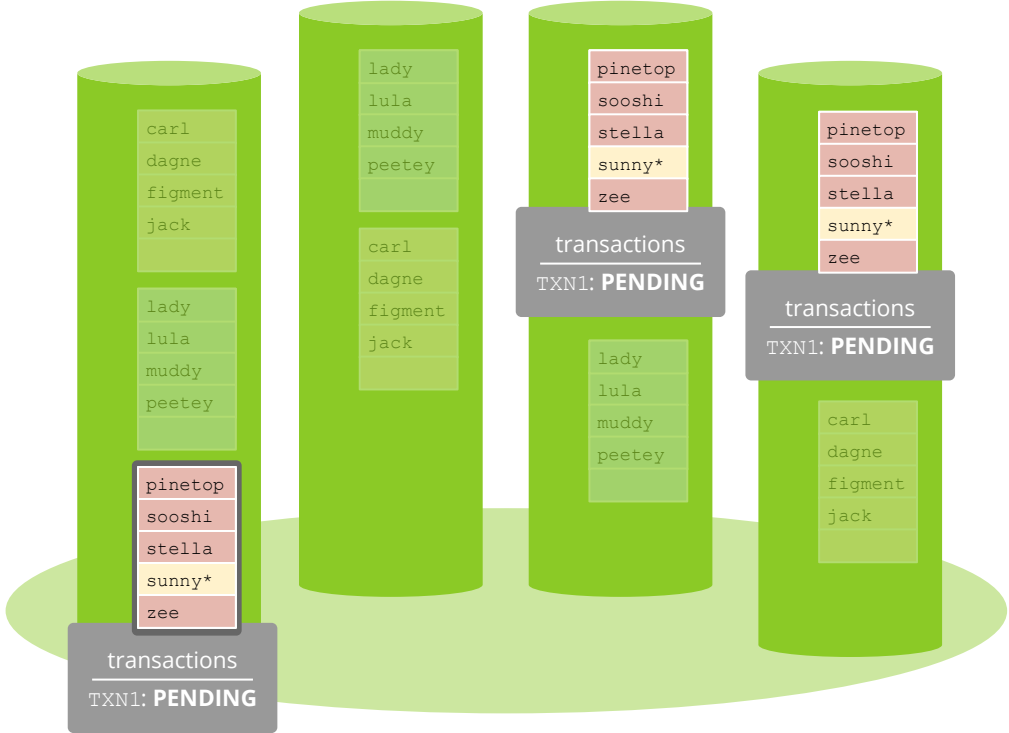 carl
dagne
figment
jack
lady
lula
muddy
peetey
pinetop
sooshi
stella
sunny*
zee
transactions
TXN1: PENDING
lady
lula
muddy
peetey
carl
dagne
figment
jack
pinetop
sooshi
stella
sunny*
zee
transactions
TXN1: PENDING
lady
lula
muddy
peetey
pinetop
sooshi
stella
sunny*
zee
transactions
TXN1: PENDING
carl
dagne
figment
jack